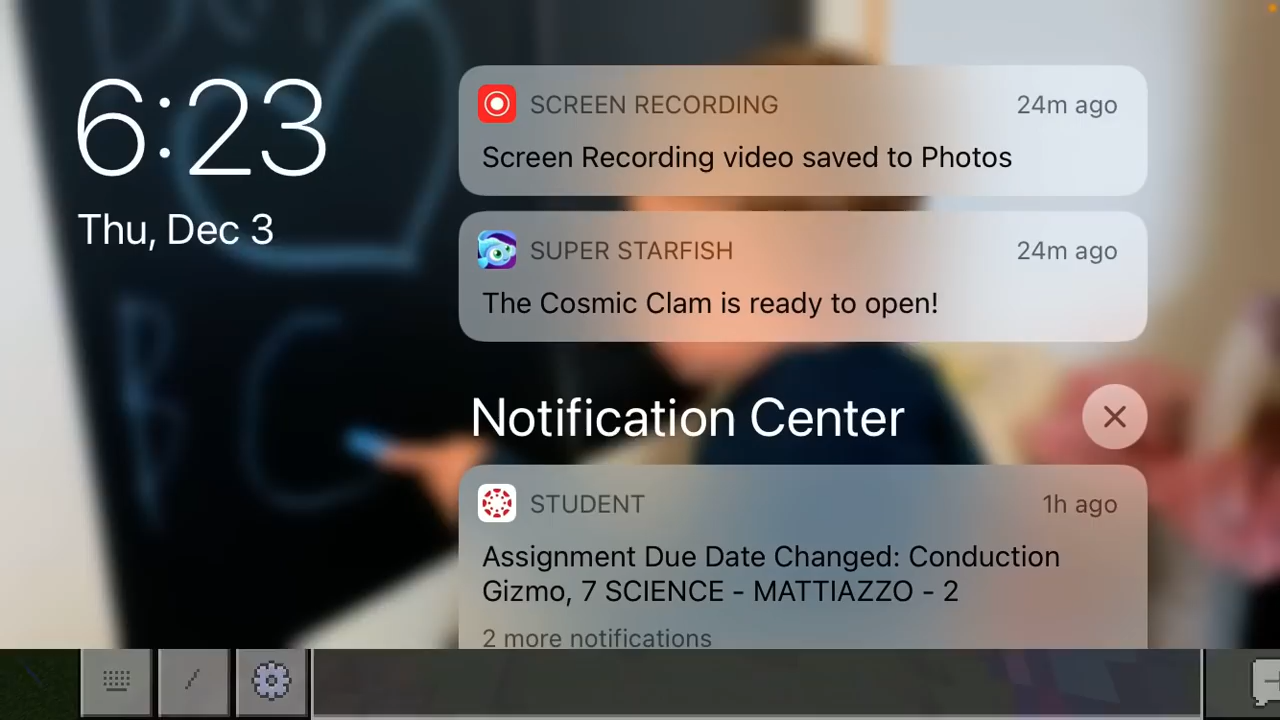 6:23
Thu, Dec 3
SCREEN RECORDING 24m ago
Screen Recording video saved to Photos
SUPER STARFISH 24m ago
The Cosmic Clam is ready to open!
Notification Center
STUDENT 1h ago
Assignment Due Date Changed: Conduction
Gizmo, 7 SCIENCE - MATTIAZZO - 2
2 more notifications
B C
/